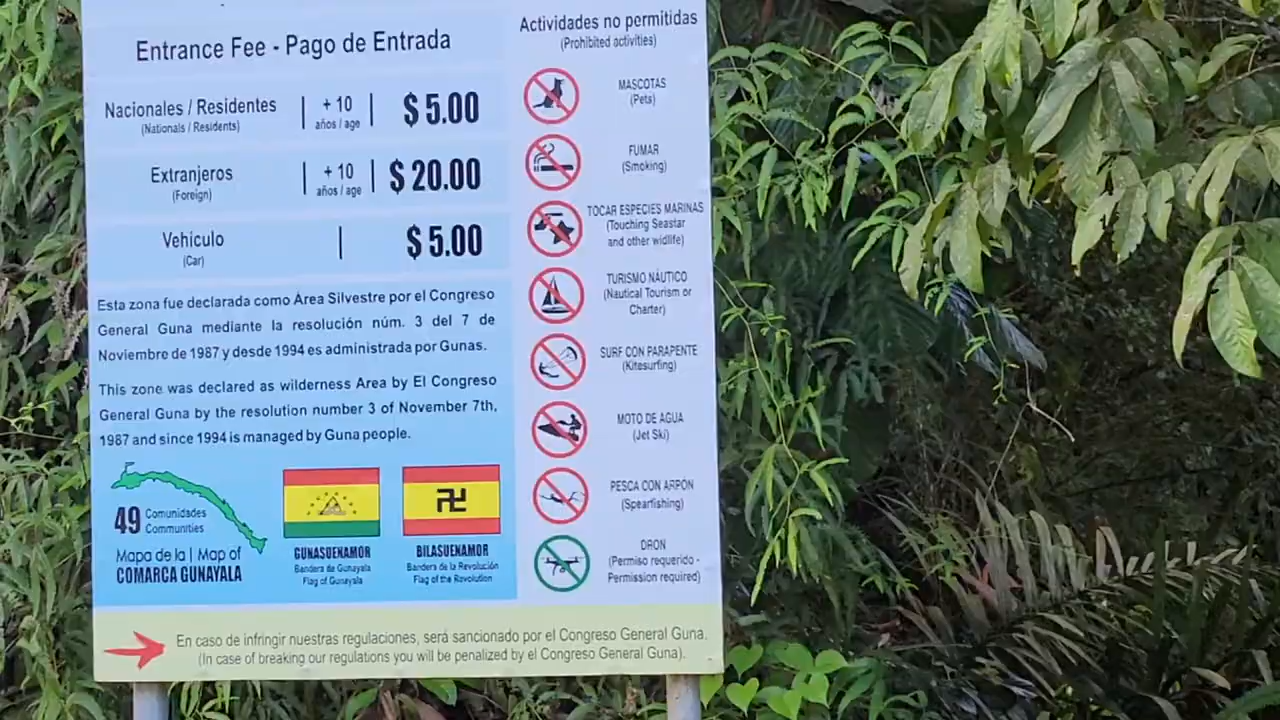 Entrance Fee - Pago de Entrada
Nacionales / Residentes | + 10 | $ 5.00
(Nationals / Residents) años / age
Extranjeros | + 10 | $ 20.00
(Foreign) años / age
Vehículo | $ 5.00
(Car)
Esta zona fue declarada como Área Silvestre por el Congreso
General Guna mediante la resolución núm. 3 del 7 de
Noviembre de 1987 y desde 1994 es administrada por Gunas.
This zone was declared as wilderness Area by El Congreso
General Guna by the resolution number 3 of November 7th,
1987 and since 1994 is managed by Guna people.
49 Comunidades
Communities
Mapa de la | Map of
COMARCA GUNAYALA
GUNASUENAMOR
Bandera de Gunayala
Flag of Gunayala
BILASUENAMOR
Bandera de la Revolución
Flag of the Revolution
Actividades no permitidas
(Prohibited activities)
MASCOTAS
(Pets)
FUMAR
(Smoking)
TOCAR ESPECIES MARINAS
(Touching Seastar
and other widlife)
TURISMO NÁUTICO
(Nautical Tourism or
Charter)
SURF CON PARAPENTE
(Kitesurfing)
MOTO DE AGUA
(Jet Ski)
PESCA CON ARPON
(Spearfishing)
DRON
(Permiso requerido -
Permission required)
En caso de infringir nuestras regulaciones, será sancionado por el Congreso General Guna.
(In case of breaking our regulations you will be penalized by el Congreso General Guna).